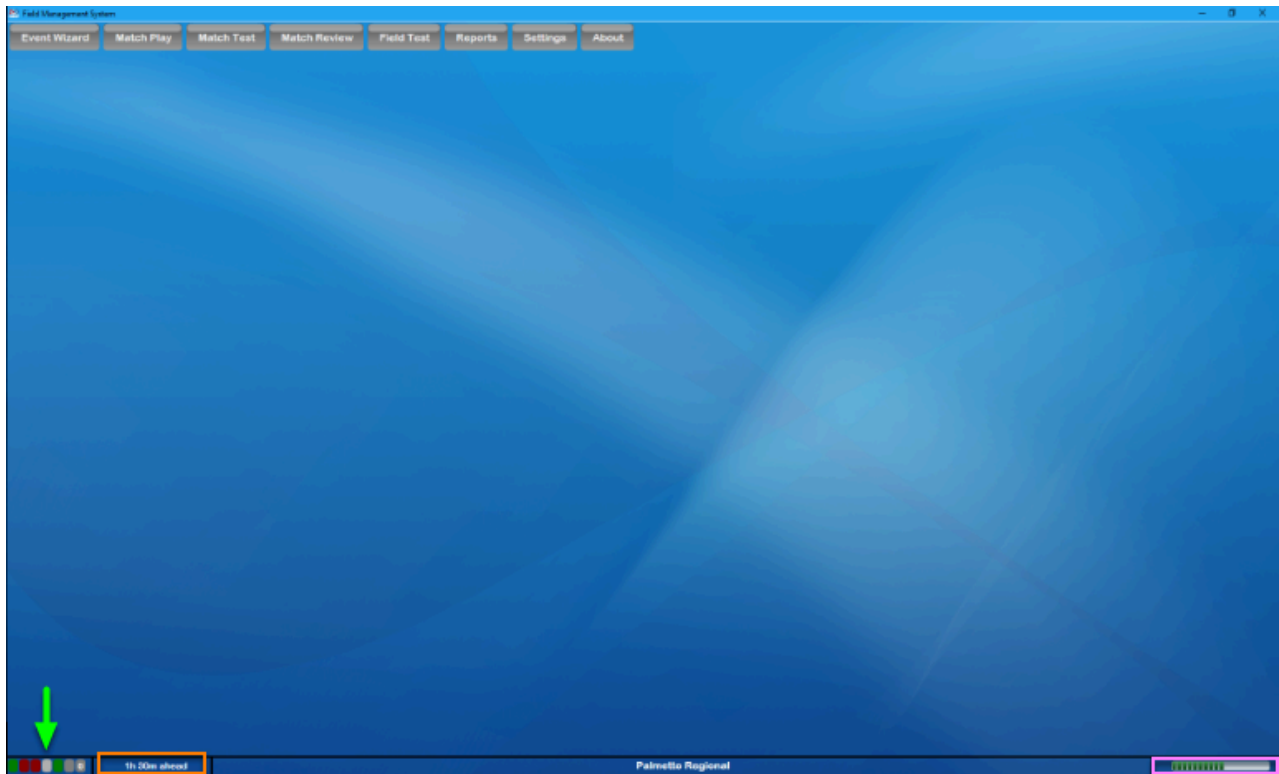 Field Management System
Event Wizard Match Play Match Test Match Review Field Test Reports Settings About
1h 30m ahead Palmetto Regional